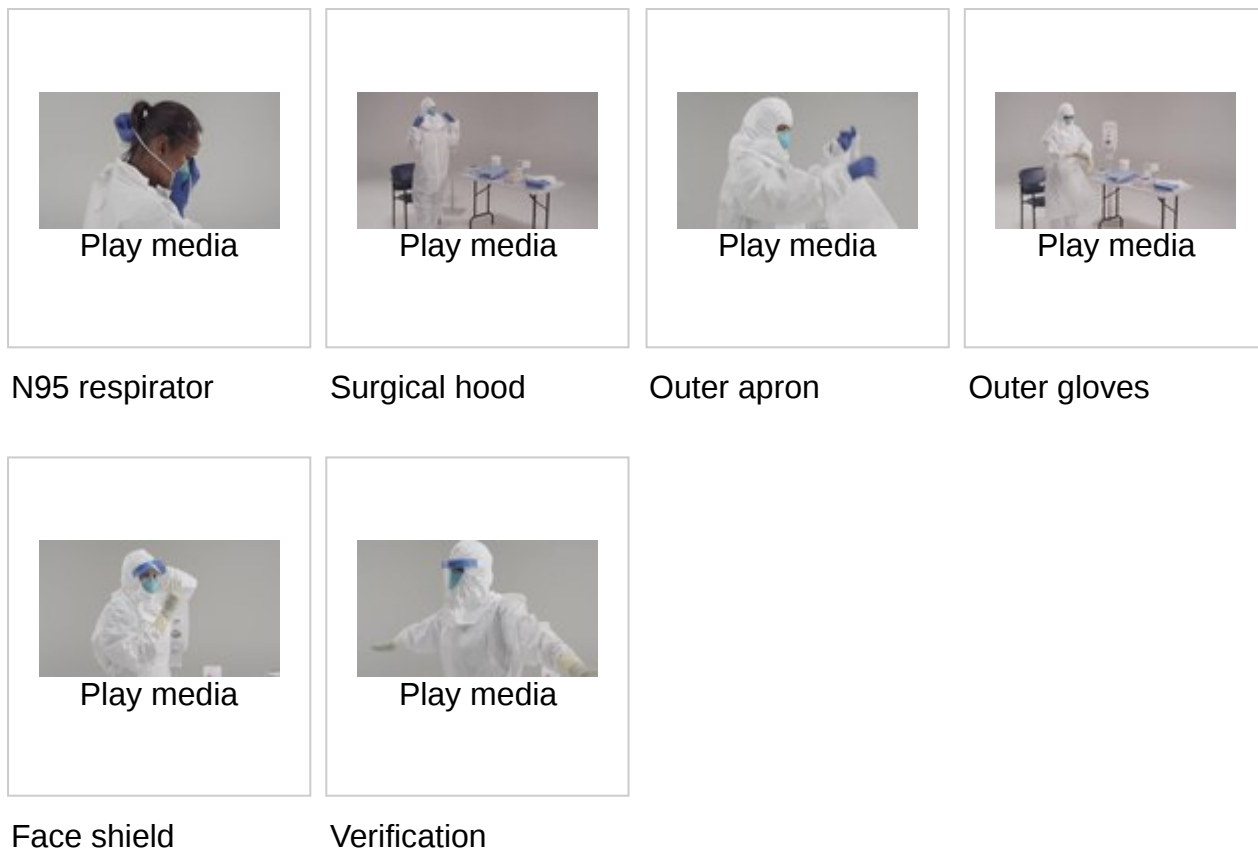 Play media
Play media
Play media
Play media
N95 respirator
Surgical hood
Outer apron
Outer gloves
Play media
Play media
Face shield
Verification